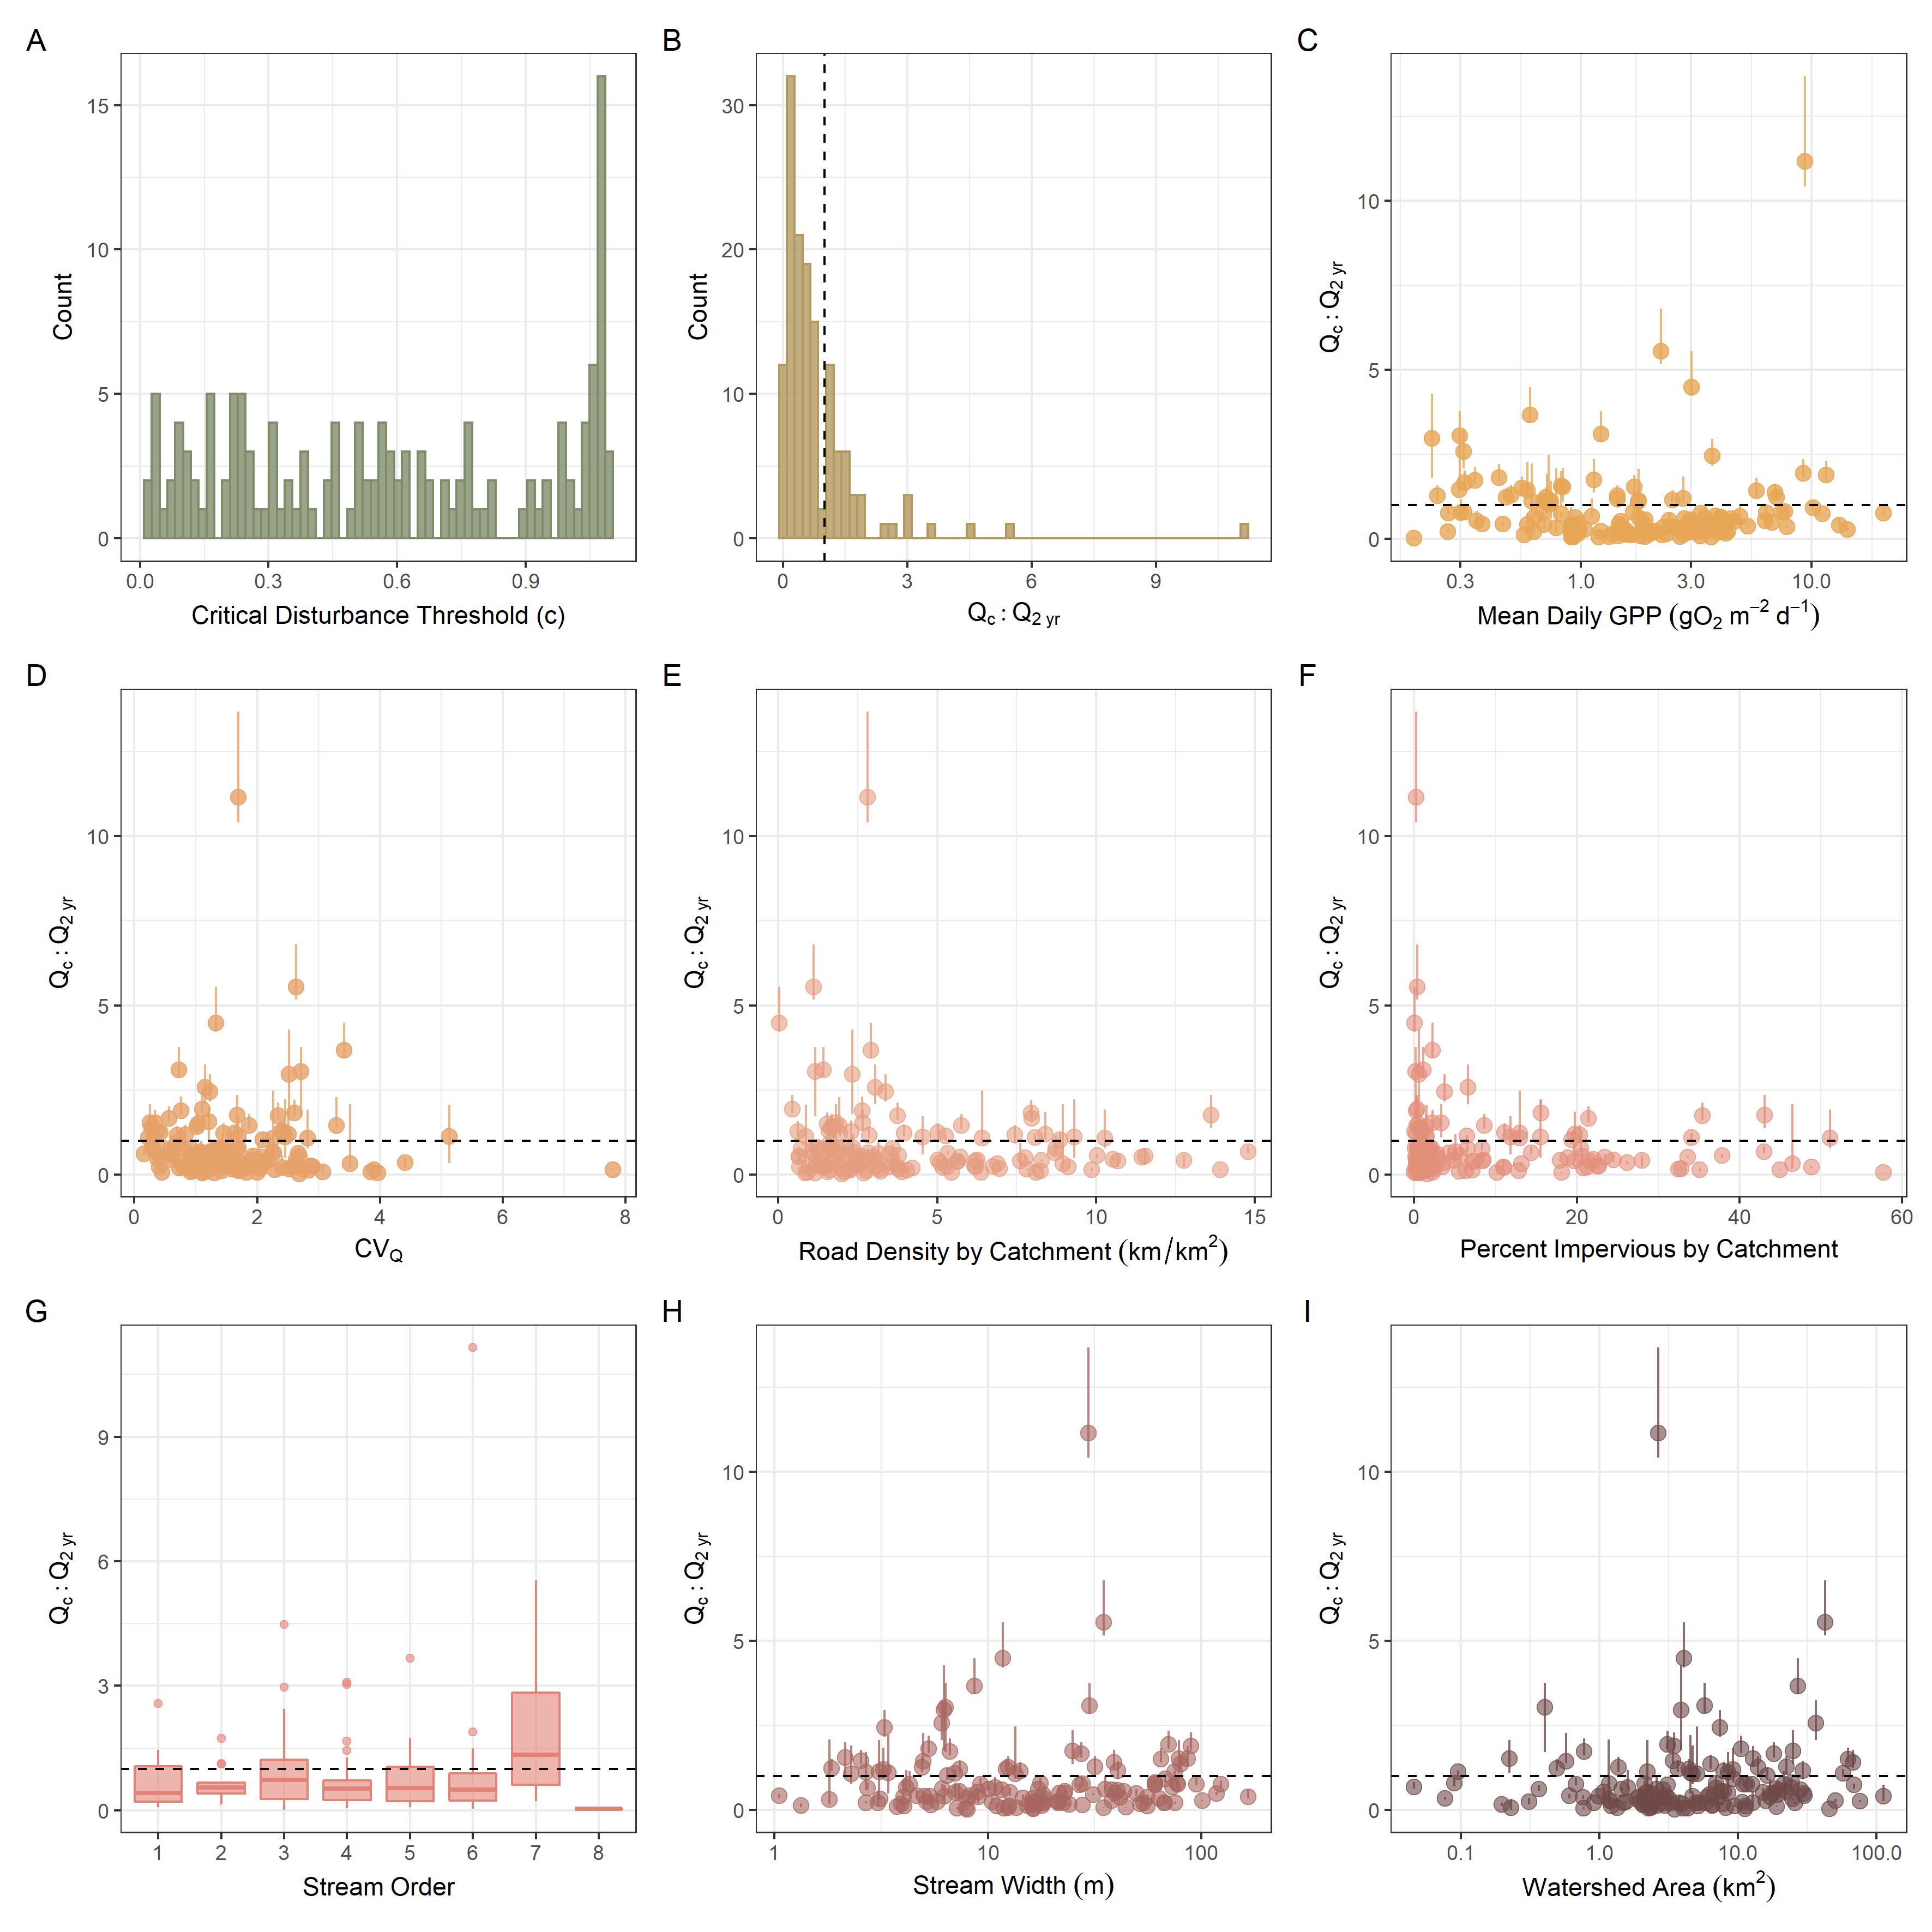 A
15
10
5
0
Count
0.0 0.3 0.6 0.9
Critical Disturbance Threshold (c)
B
30
20
10
0
Count
0 3 6 9
Qc : Q2 yr
C
10
5
0
Qc : Q2 yr
0.3 1.0 3.0 10.0
Mean Daily GPP (gO2 m−2 d−1)
D
10
5
0
Qc : Q2 yr
0 2 4 6 8
CVQ
E
10
5
0
Qc : Q2 yr
0 5 10 15
Road Density by Catchment (km/km2)
F
10
5
0
Qc : Q2 yr
0 20 40 60
Percent Impervious by Catchment
G
9
6
3
0
Qc : Q2 yr
1 2 3 4 5 6 7 8
Stream Order
H
10
5
0
Qc : Q2 yr
1 10 100
Stream Width (m)
I
10
5
0
Qc : Q2 yr
0.1 1.0 10.0 100.0
Watershed Area (km2)